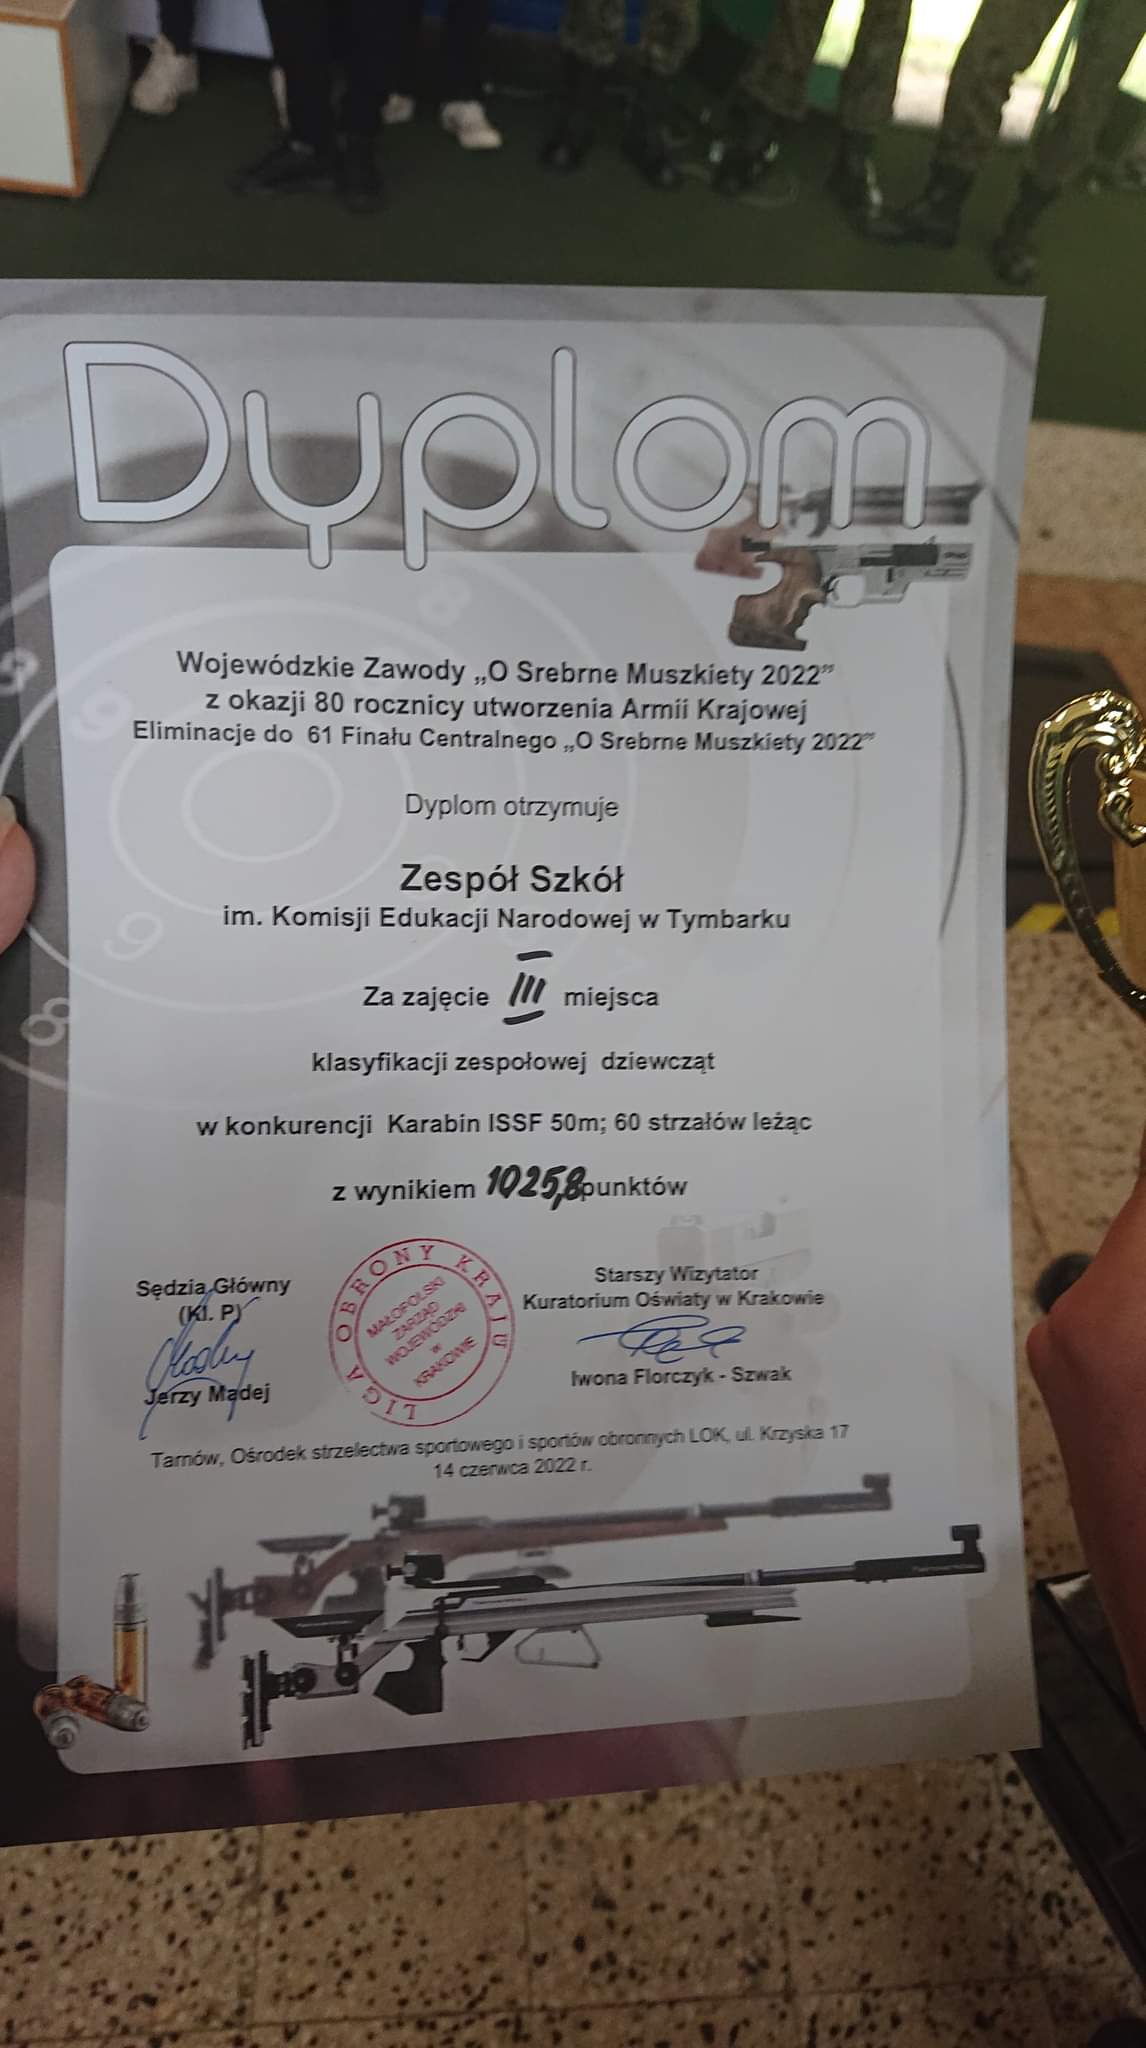 Dyplom
Wojewódzkie Zawody „O Srebrne Muszkiety 2022”
z okazji 80 rocznicy utworzenia Armii Krajowej
Eliminacje do 61 Finału Centralnego „O Srebrne Muszkiety 2022”
Dyplom otrzymuje
Zespół Szkół
im. Komisji Edukacji Narodowej w Tymbarku
Za zajęcie III miejsca
klasyfikacji zespołowej dziewcząt
w konkurencji Karabin ISSF 50m; 60 strzałów leżąc
z wynikiem 1025,8 punktów
Sędzia Główny
(Kl. P)
Jerzy Mądej
LIGA OBRONY KRAJU
MAŁOPOLSKI
ZARZĄD
WOJEWÓDZKI
w
KRAKOWIE
Starszy Wizytator
Kuratorium Oświaty w Krakowie
Iwona Florczyk - Szwak
Tarnów, Ośrodek strzelectwa sportowego i sportów obronnych LOK, ul. Krzyska 17
14 czerwca 2022 r.